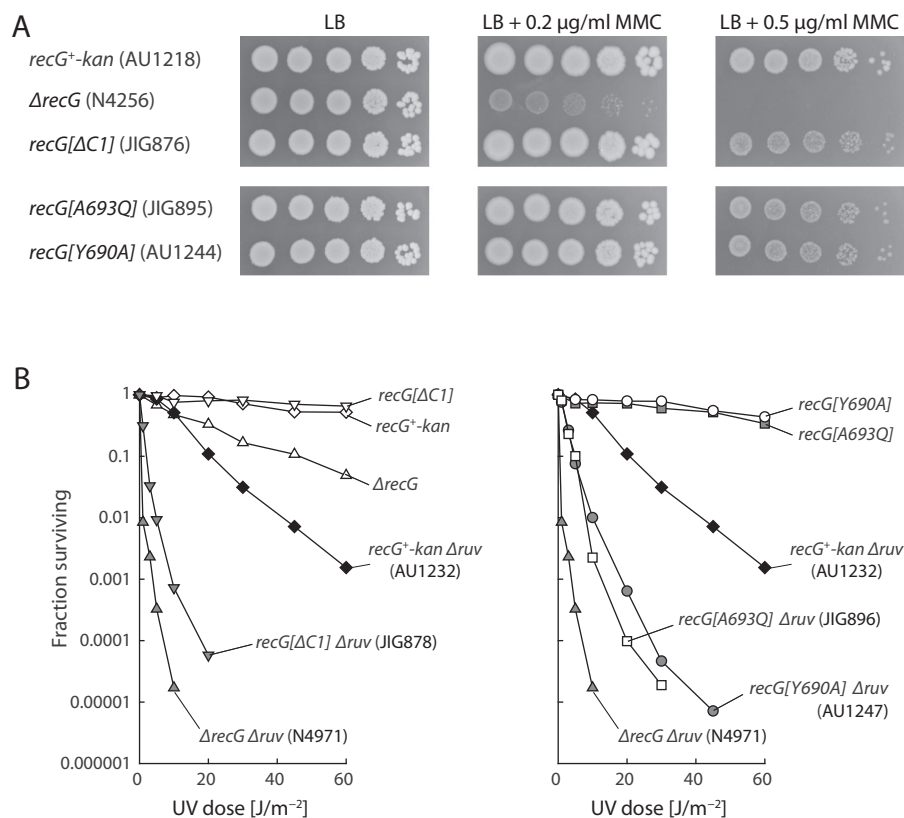 A
LB
LB + 0.2 µg/ml MMC
LB + 0.5 µg/ml MMC
recG⁺-kan (AU1218)
ΔrecG (N4256)
recG[ΔC1] (JIG876)
recG[A693Q] (JIG895)
recG[Y690A] (AU1244)
B
Fraction surviving
1
0.1
0.01
0.001
0.0001
0.00001
0.000001
0
20
40
60
UV dose [J/m⁻²]
recG[ΔC1]
recG⁺-kan
ΔrecG
recG⁺-kan Δruv
(AU1232)
recG[ΔC1] Δruv (JIG878)
ΔrecG Δruv (N4971)
0
20
40
60
UV dose [J/m⁻²]
recG[Y690A]
recG[A693Q]
recG⁺-kan Δruv
(AU1232)
recG[A693Q] Δruv (JIG896)
recG[Y690A] Δruv
(AU1247)
ΔrecG Δruv (N4971)